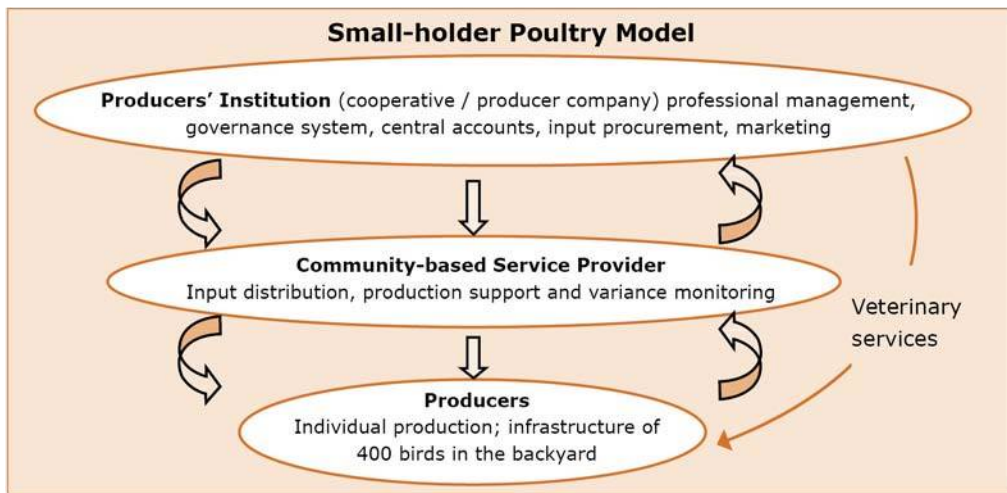 Small-holder Poultry Model
Producers’ Institution (cooperative / producer company) professional management,
governance system, central accounts, input procurement, marketing
Community-based Service Provider
Input distribution, production support and variance monitoring
Veterinary
services
Producers
Individual production; infrastructure of
400 birds in the backyard